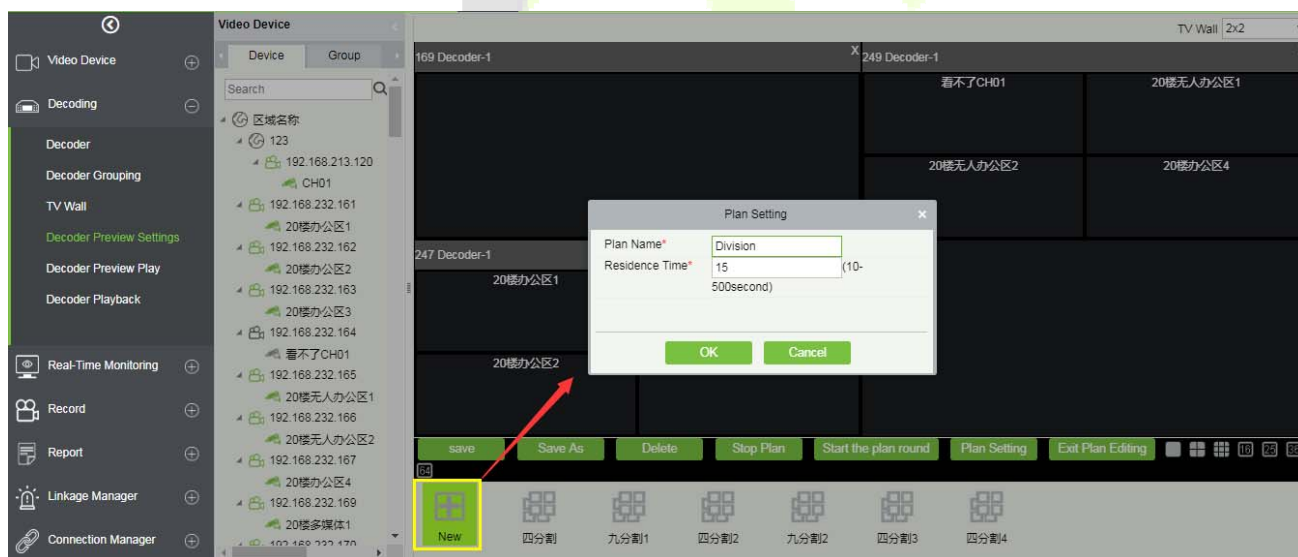 Video Device
Decoding
Decoder
Decoder Grouping
TV Wall
Decoder Preview Settings
Decoder Preview Play
Decoder Playback
Real-Time Monitoring
Record
Report
Linkage Manager
Connection Manager
Video Device
Device Group
Search
区域名称
123
192.168.213.120
CH01
192.168.232.161
20楼办公区1
192.168.232.162
20楼办公区2
192.168.232.163
20楼办公区3
192.168.232.164
看不了CH01
192.168.232.165
20楼无人办公区1
192.168.232.166
20楼无人办公区2
192.168.232.167
20楼办公区4
192.168.232.169
20楼多媒体1
192.168.232.170
TV Wall 2x2
169 Decoder-1 X 249 Decoder-1
看不了CH01 20楼无人办公区1
20楼无人办公区2 20楼办公区4
247 Decoder-1
20楼办公区1
20楼办公区2
Plan Setting ×
Plan Name* Division
Residence Time* 15 (10-
500second)
OK Cancel
save Save As Delete Stop Plan Start the plan round Plan Setting Exit Plan Editing 16 25 36
64
New 四分割 九分割1 四分割2 九分割2 四分割3 四分割4